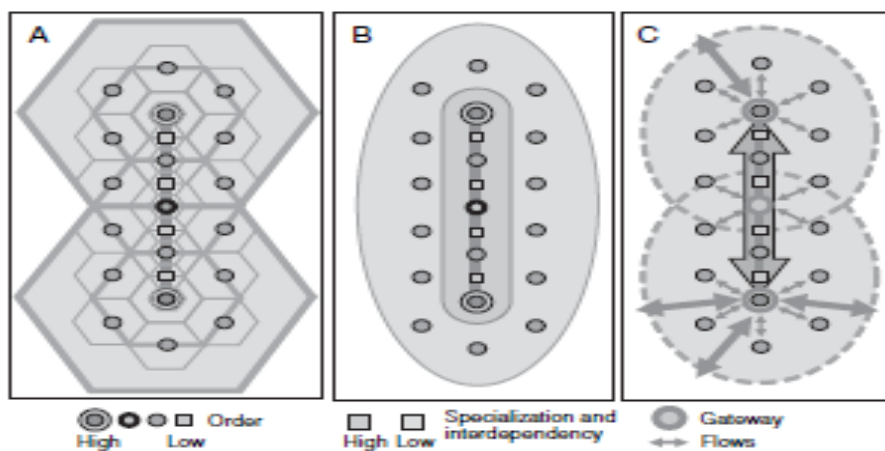 A B C
Order
High Low
Specialization and
High Low interdependency
Gateway
Flows